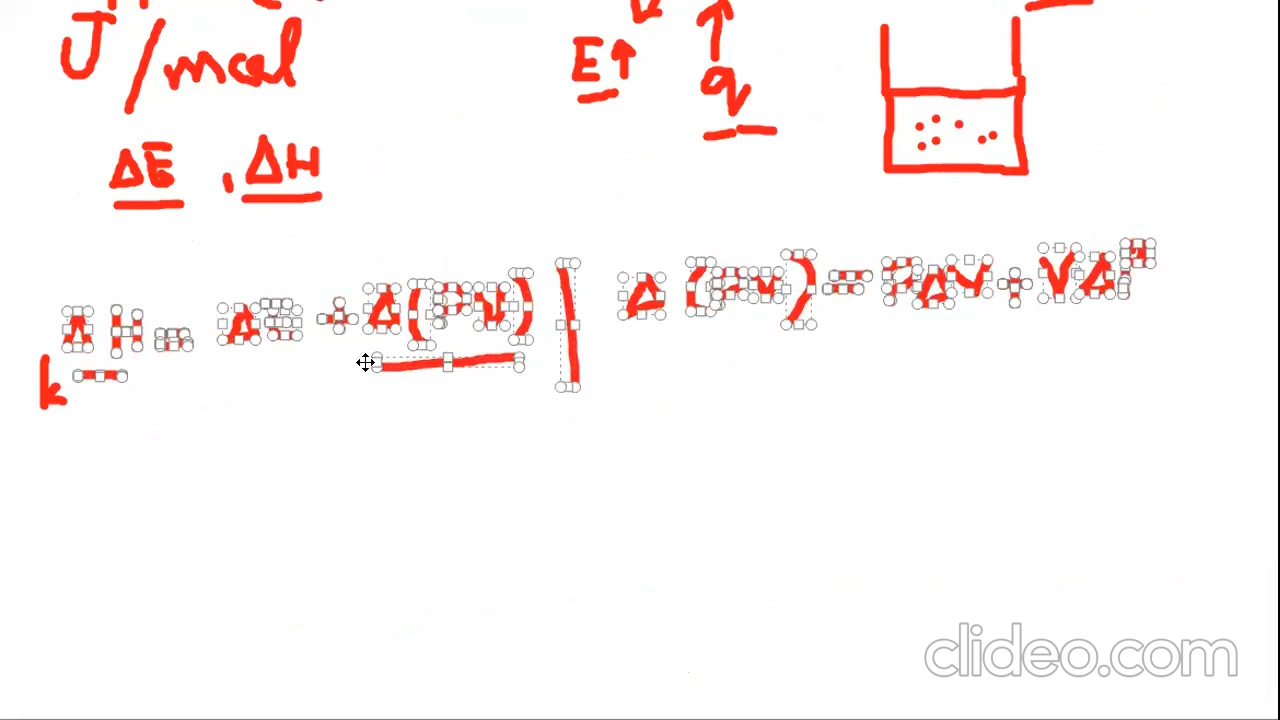 J/mol
E↑
q
ΔE , ΔH
ΔH = ΔE + Δ(PV) | Δ(PV) = PΔV + VΔP
k
clideo.com